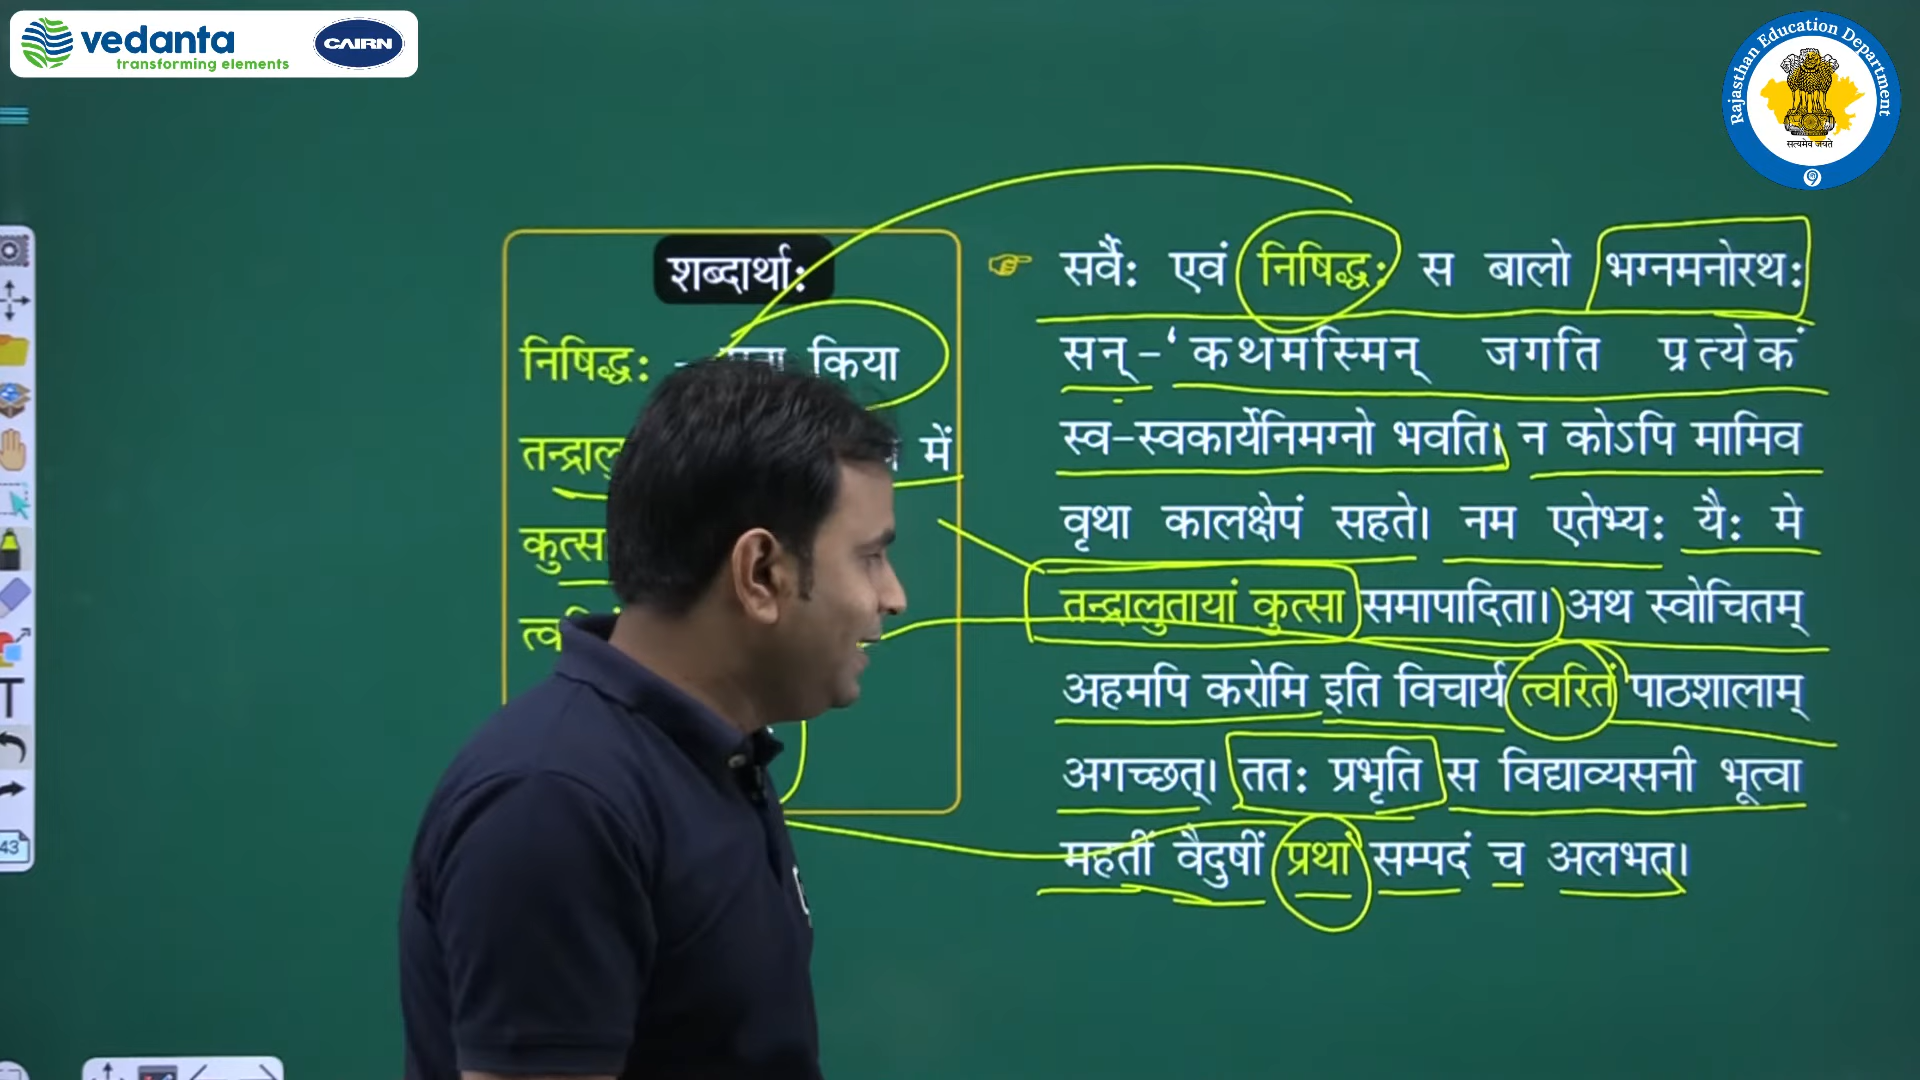 vedanta
transforming elements
CAIRN
Rajasthan Education Department
सत्यमेव जयते
शब्दार्थाः
निषिद्धः - किया
में
सर्वैः एवं निषिद्धः स बालो भग्नमनोरथः
सन् – ‘कथमस्मिन् जगति प्रत्येकं
स्व-स्वकार्येनिमग्नो भवति। न कोऽपि मामिव
वृथा कालक्षेपं सहते। नम एतेभ्यः यैः मे
तन्द्रालुतायां कुत्सा समापादिता। अथ स्वोचितम्
अहमपि करोमि इति विचार्य त्वरितं पाठशालाम्
अगच्छत्। ततः प्रभृति स विद्याव्यसनी भूत्वा
महतीं वैदुषीं प्रथां सम्पदं च अलभत।
43